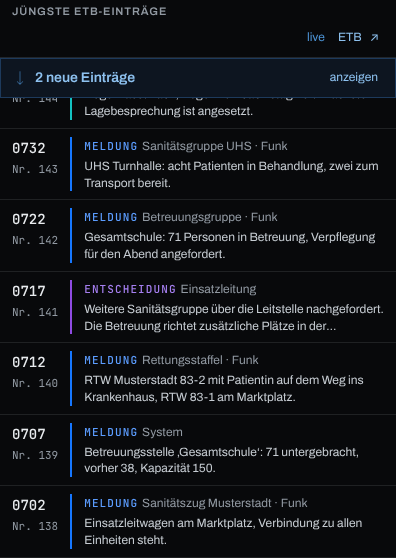 JÜNGSTE ETB-EINTRÄGE
live ETB ↗
↓ 2 neue Einträge anzeigen
Nr. 144
Lagebesprechung ist angesetzt.
0732 MELDUNG Sanitätsgruppe UHS · Funk
Nr. 143 UHS Turnhalle: acht Patienten in Behandlung, zwei zum
Transport bereit.
0722 MELDUNG Betreuungsgruppe · Funk
Nr. 142 Gesamtschule: 71 Personen in Betreuung, Verpflegung
für den Abend angefordert.
0717 ENTSCHEIDUNG Einsatzleitung
Nr. 141 Weitere Sanitätsgruppe über die Leitstelle nachgefordert.
Die Betreuung richtet zusätzliche Plätze in der…
0712 MELDUNG Rettungsstaffel · Funk
Nr. 140 RTW Musterstadt 83-2 mit Patientin auf dem Weg ins
Krankenhaus, RTW 83-1 am Marktplatz.
0707 MELDUNG System
Nr. 139 Betreuungsstelle ‚Gesamtschule‘: 71 untergebracht,
vorher 38, Kapazität 150.
0702 MELDUNG Sanitätszug Musterstadt · Funk
Nr. 138 Einsatzleitwagen am Marktplatz, Verbindung zu allen
Einheiten steht.